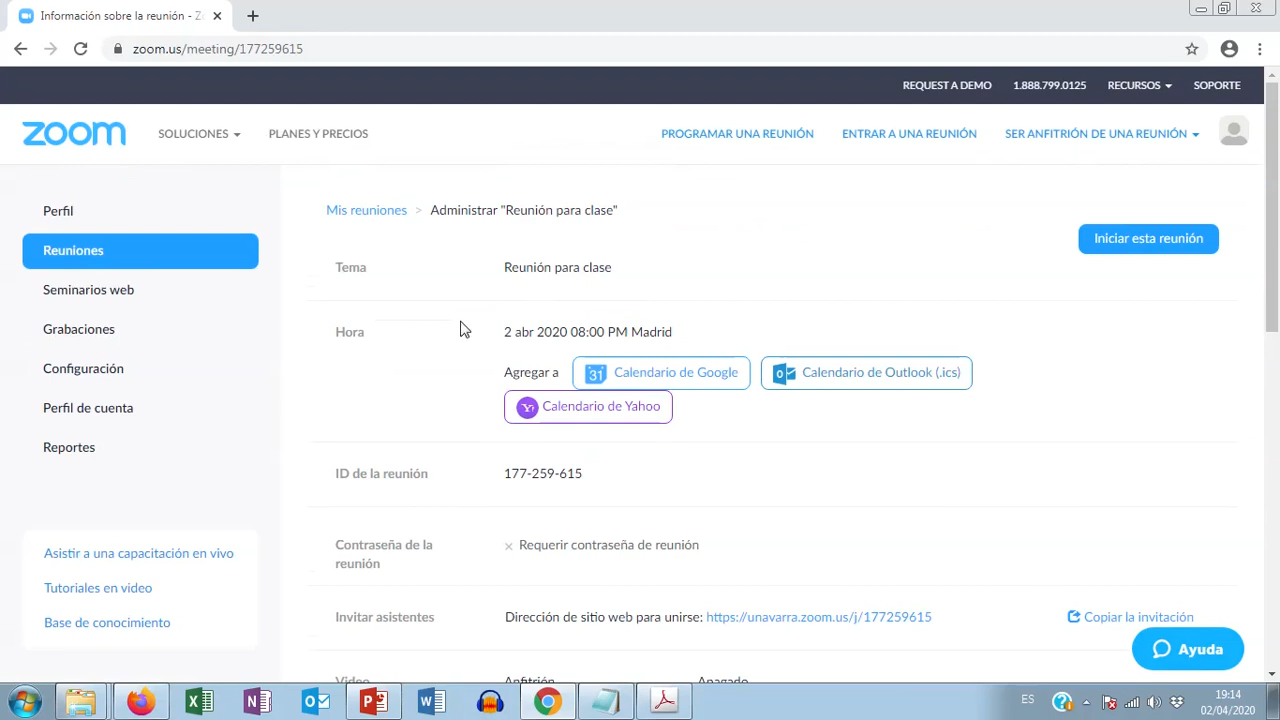 Información sobre la reunión - Zo
zoom.us/meeting/177259615
REQUEST A DEMO 1.888.799.0125 RECURSOS SOPORTE
zoom SOLUCIONES PLANES Y PRECIOS PROGRAMAR UNA REUNIÓN ENTRAR A UNA REUNIÓN SER ANFITRIÓN DE UNA REUNIÓN
Perfil
Reuniones
Seminarios web
Grabaciones
Configuración
Perfil de cuenta
Reportes
Asistir a una capacitación en vivo
Tutoriales en video
Base de conocimiento
Mis reuniones > Administrar "Reunión para clase"
Iniciar esta reunión
Tema Reunión para clase
Hora 2 abr 2020 08:00 PM Madrid
Agregar a 31 Calendario de Google Calendario de Outlook (.ics)
Calendario de Yahoo
ID de la reunión 177-259-615
Contraseña de la reunión × Requerir contraseña de reunión
Invitar asistentes Dirección de sitio web para unirse: https://unavarra.zoom.us/j/177259615 Copiar la invitación
Ayuda
Video Anfitrión Apagado
ES 19:14
02/04/2020